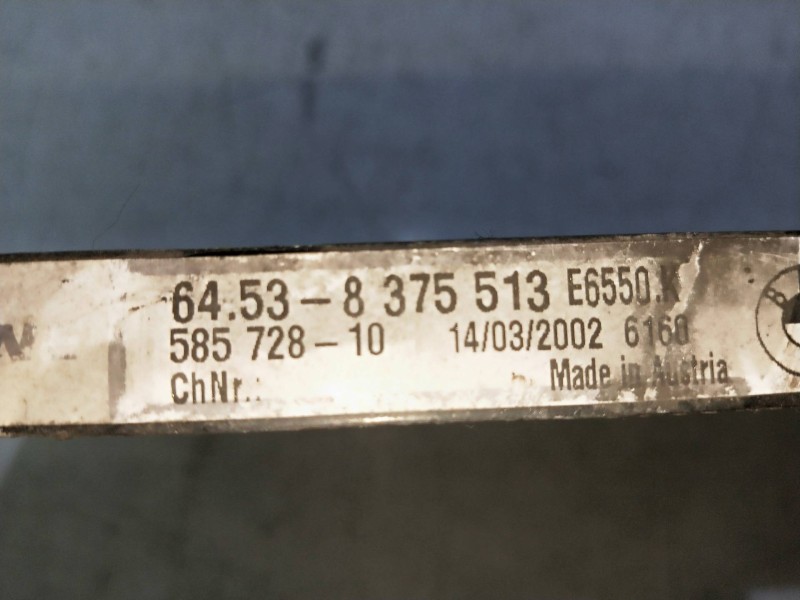 64.53-8 375 513 E6550.K
585 728-10 14/03/2002 6160
ChNr.:
Made in Austria
B